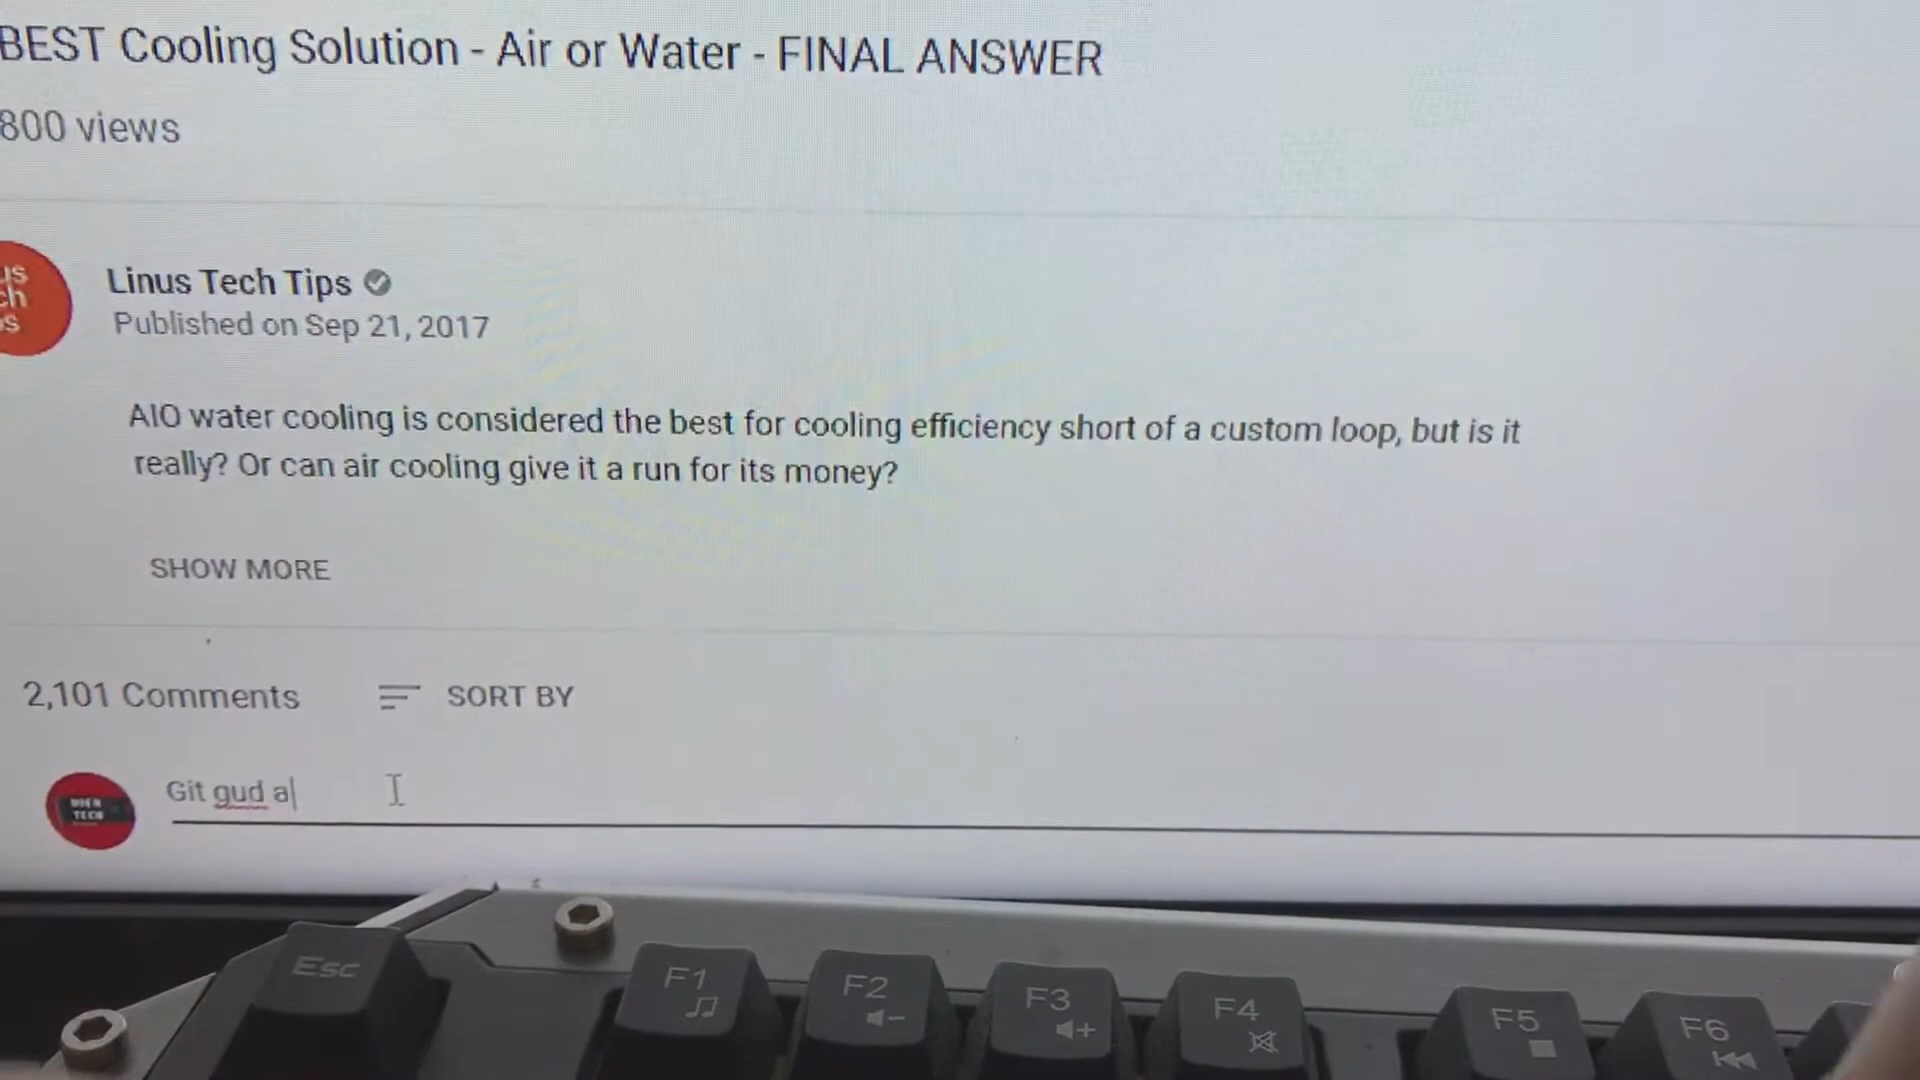 BEST Cooling Solution - Air or Water - FINAL ANSWER
800 views
Linus Tech Tips
Published on Sep 21, 2017
AIO water cooling is considered the best for cooling efficiency short of a custom loop, but is it
really? Or can air cooling give it a run for its money?
SHOW MORE
2,101 Comments SORT BY
Git gud a
TECH
Esc F1 F2 F3 F4 F5 F6